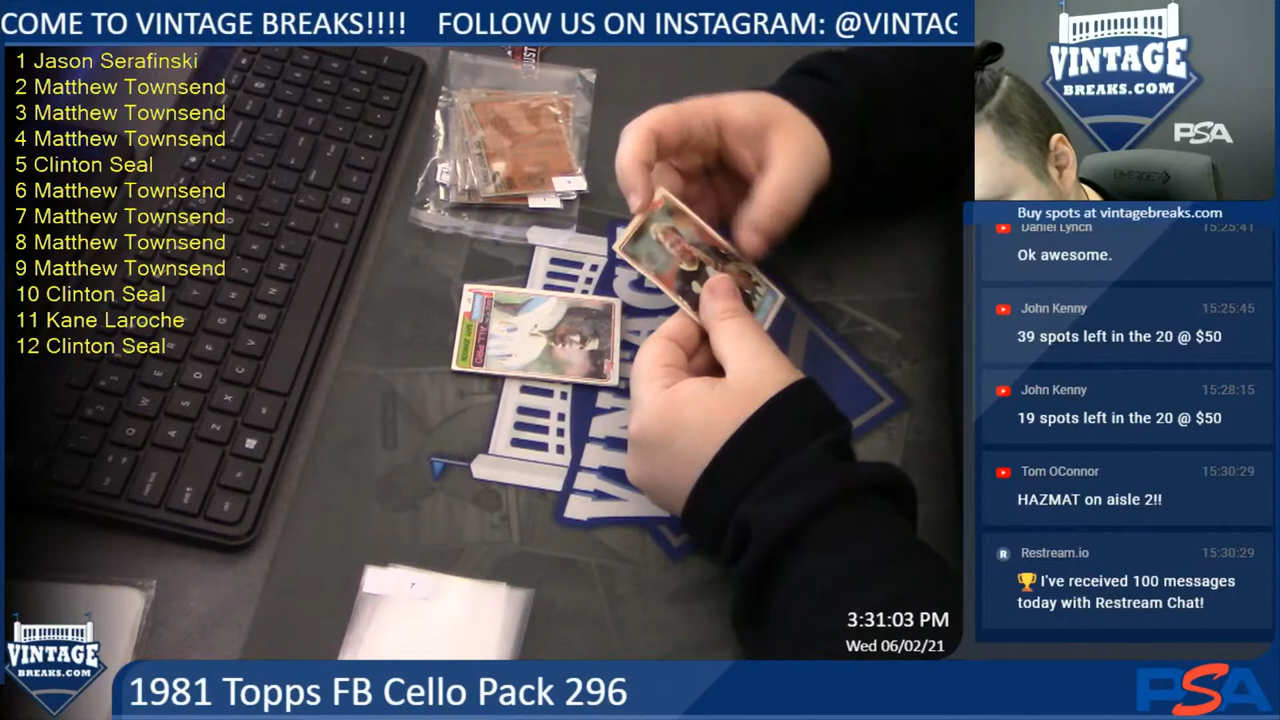 COME TO VINTAGE BREAKS!!!! FOLLOW US ON INSTAGRAM: @VINTAG
1 Jason Serafinski
2 Matthew Townsend
3 Matthew Townsend
4 Matthew Townsend
5 Clinton Seal
6 Matthew Townsend
7 Matthew Townsend
8 Matthew Townsend
9 Matthew Townsend
10 Clinton Seal
11 Kane Laroche
12 Clinton Seal
JUST
ALL PRO
VINTAG
7
VINTAGE
BREAKS.COM
PSA
Buy spots at vintagebreaks.com
Daniel Lynch 15:25:41
Ok awesome.
John Kenny 15:25:45
39 spots left in the 20 @ $50
John Kenny 15:28:15
19 spots left in the 20 @ $50
Tom OConnor 15:30:29
HAZMAT on aisle 2!!
R Restream.io 15:30:29
🏆 I've received 100 messages
today with Restream Chat!
3:31:03 PM
Wed 06/02/21
VINTAGE
BREAKS.COM
1981 Topps FB Cello Pack 296
PSA